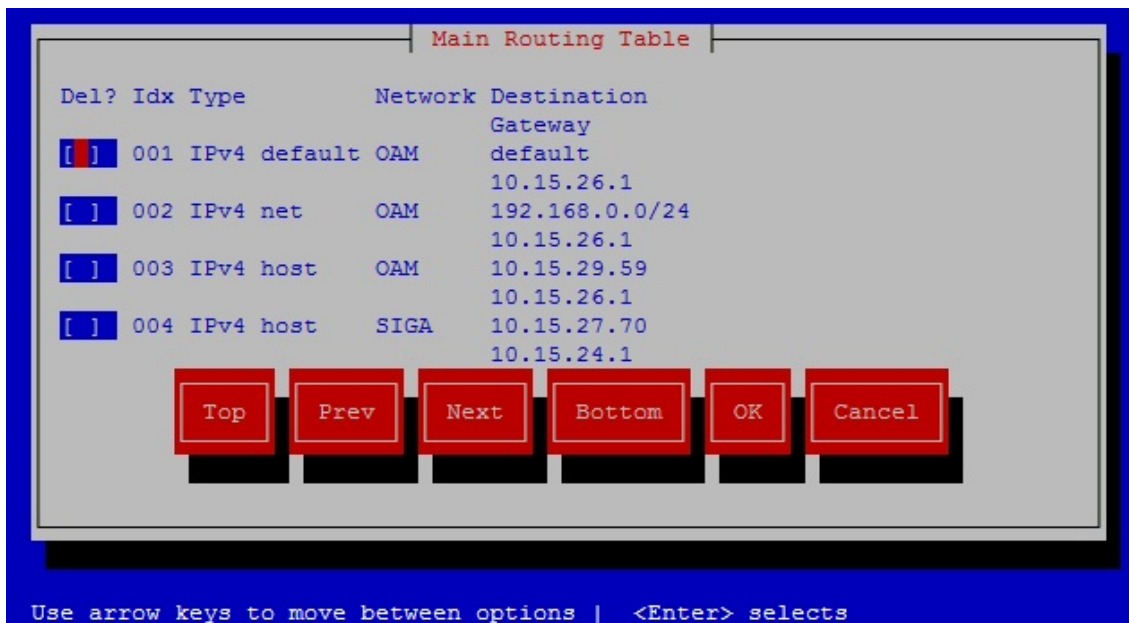 Main Routing Table
Del? Idx Type Network Destination
Gateway
[ ] 001 IPv4 default OAM default
10.15.26.1
[ ] 002 IPv4 net OAM 192.168.0.0/24
10.15.26.1
[ ] 003 IPv4 host OAM 10.15.29.59
10.15.26.1
[ ] 004 IPv4 host SIGA 10.15.27.70
10.15.24.1
Top Prev Next Bottom OK Cancel
Use arrow keys to move between options | <Enter> selects